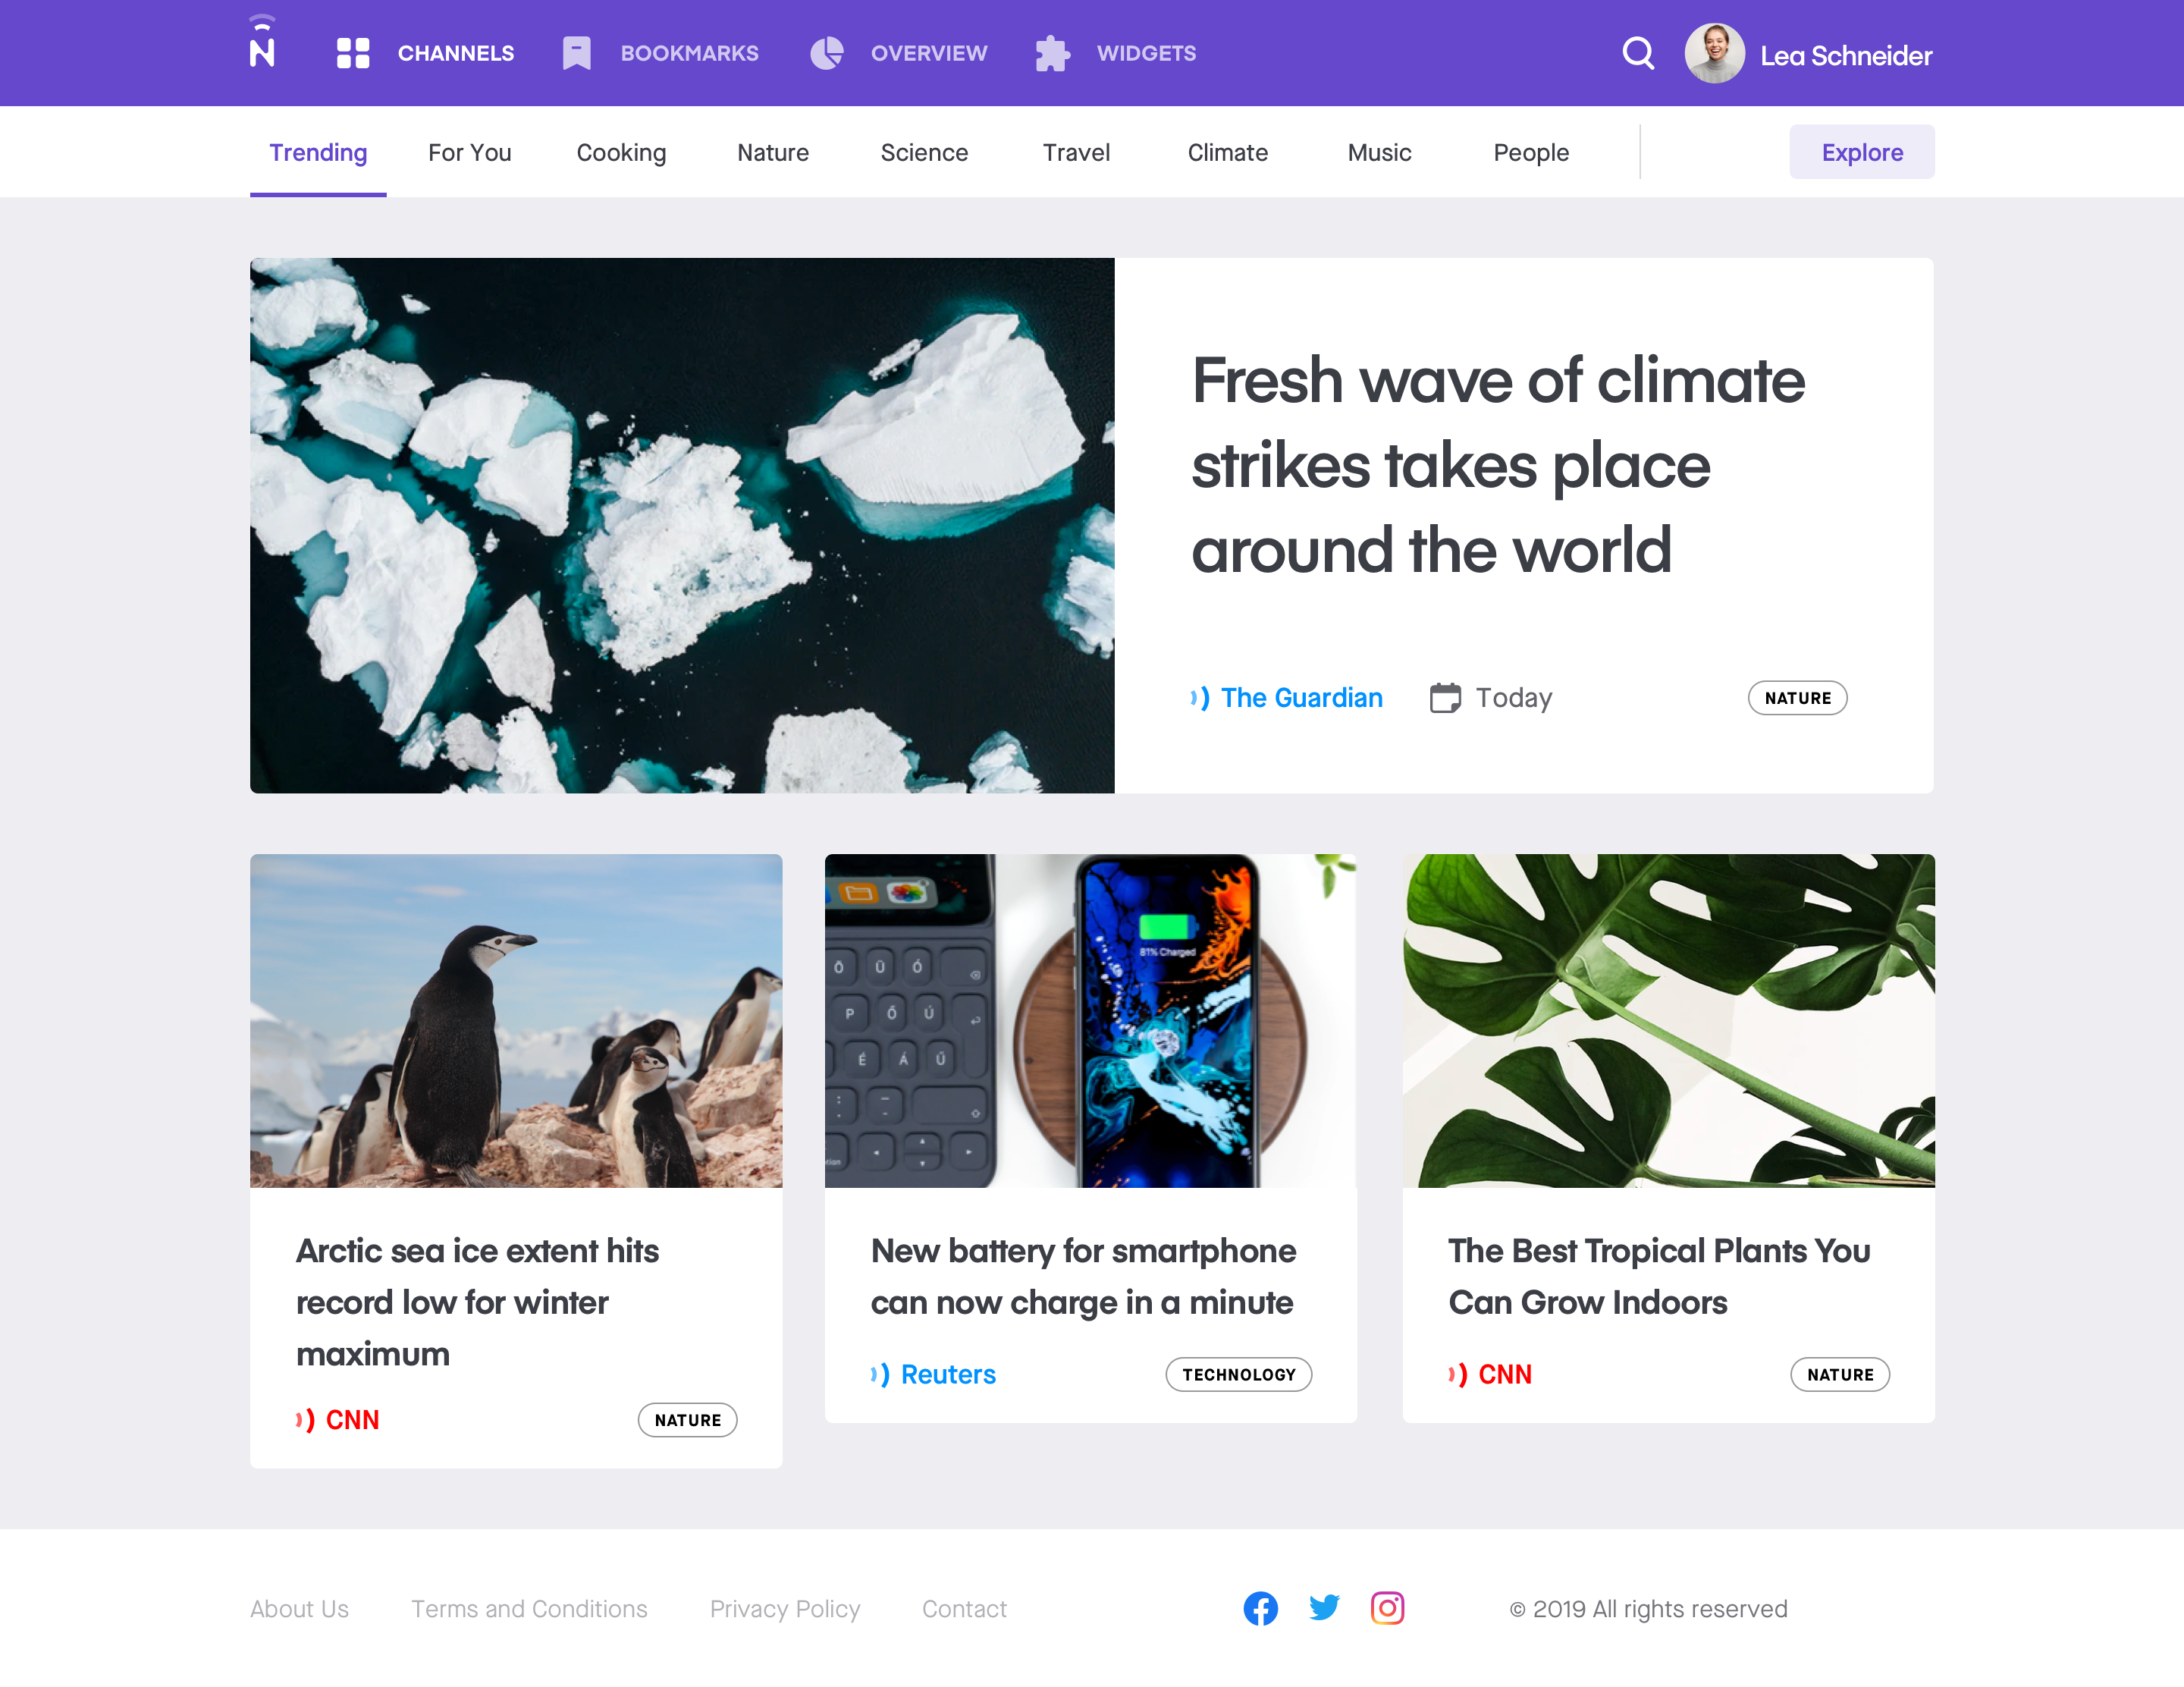 N
CHANNELS BOOKMARKS OVERVIEW WIDGETS Lea Schneider
Trending For You Cooking Nature Science Travel Climate Music People Explore
Fresh wave of climate
strikes takes place
around the world
The Guardian Today NATURE
81% Charged
Ö Ü Ó
P Ő Ú
É Á Ű
Arctic sea ice extent hits
record low for winter
maximum
CNN NATURE
New battery for smartphone
can now charge in a minute
Reuters TECHNOLOGY
The Best Tropical Plants You
Can Grow Indoors
CNN NATURE
About Us Terms and Conditions Privacy Policy Contact © 2019 All rights reserved